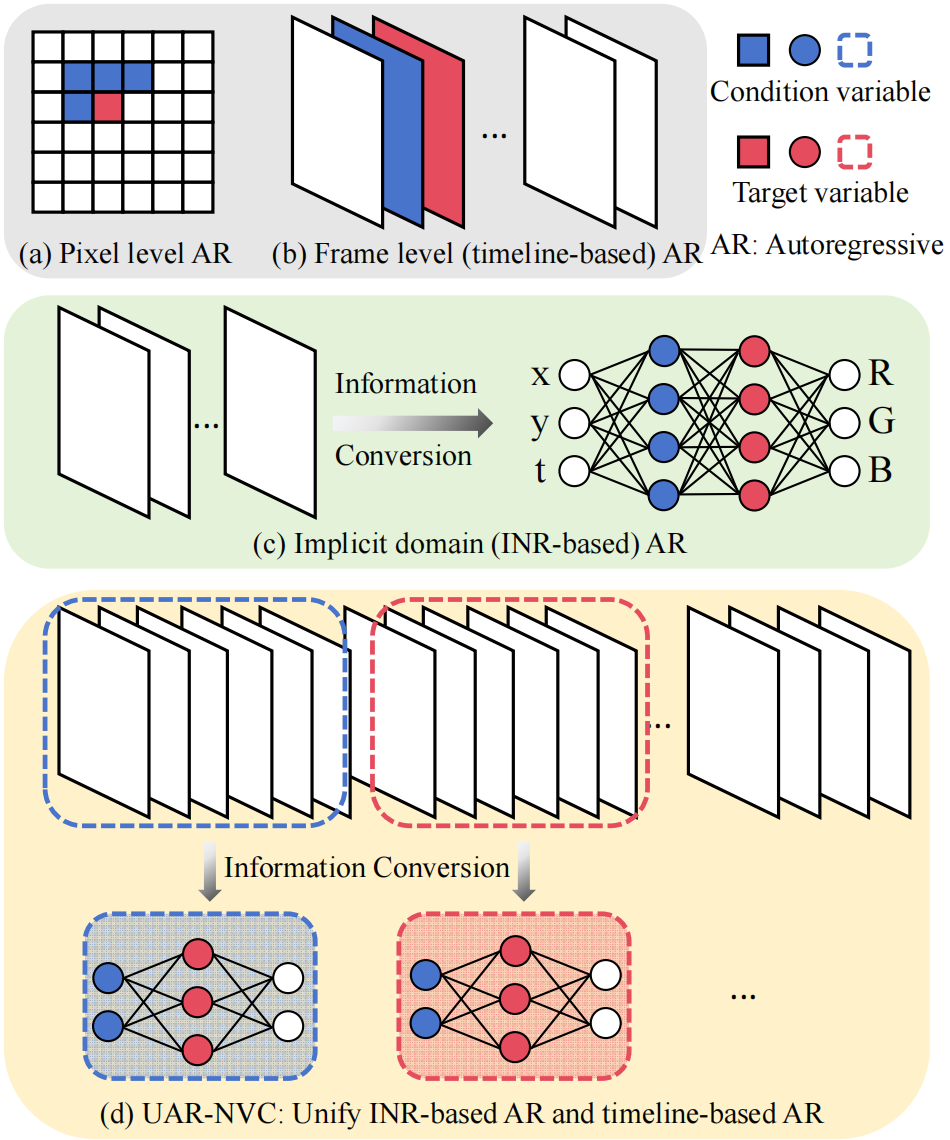 ...
(a) Pixel level AR
(b) Frame level (timeline-based) AR
Condition variable
Target variable
AR: Autoregressive
...
Information
Conversion
x
y
t
R
G
B
(c) Implicit domain (INR-based) AR
...
Information Conversion
...
(d) UAR-NVC: Unify INR-based AR and timeline-based AR